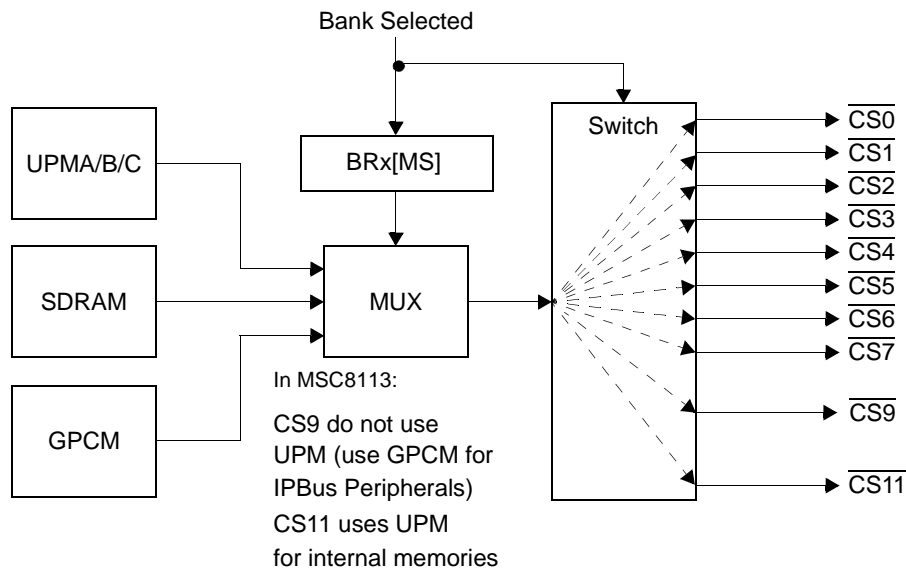 Bank Selected
Switch
UPMA/B/C
BRx[MS]
SDRAM
MUX
GPCM
In MSC8113:
CS9 do not use
UPM (use GPCM for
IPBus Peripherals)
CS11 uses UPM
for internal memories
CS0
CS1
CS2
CS3
CS4
CS5
CS6
CS7
CS9
CS11